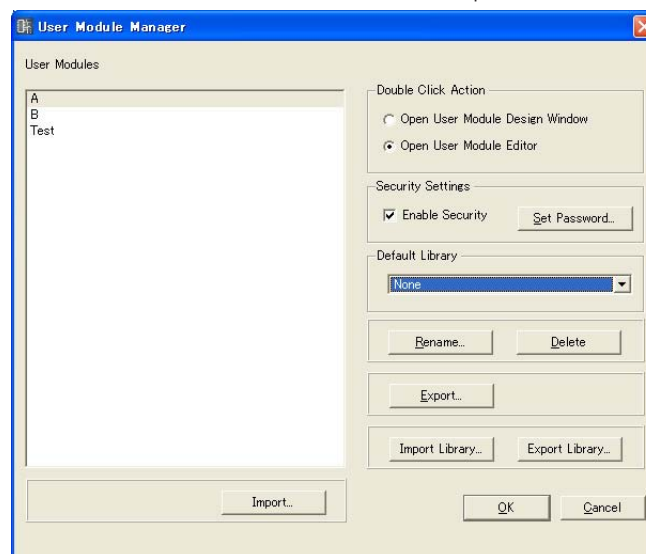 User Module Manager
User Modules
A
B
Test
Double Click Action
Open User Module Design Window
Open User Module Editor
Security Settings
Enable Security
Set Password...
Default Library
None
Rename...
Delete
Export...
Import Library...
Export Library...
Import...
OK
Cancel